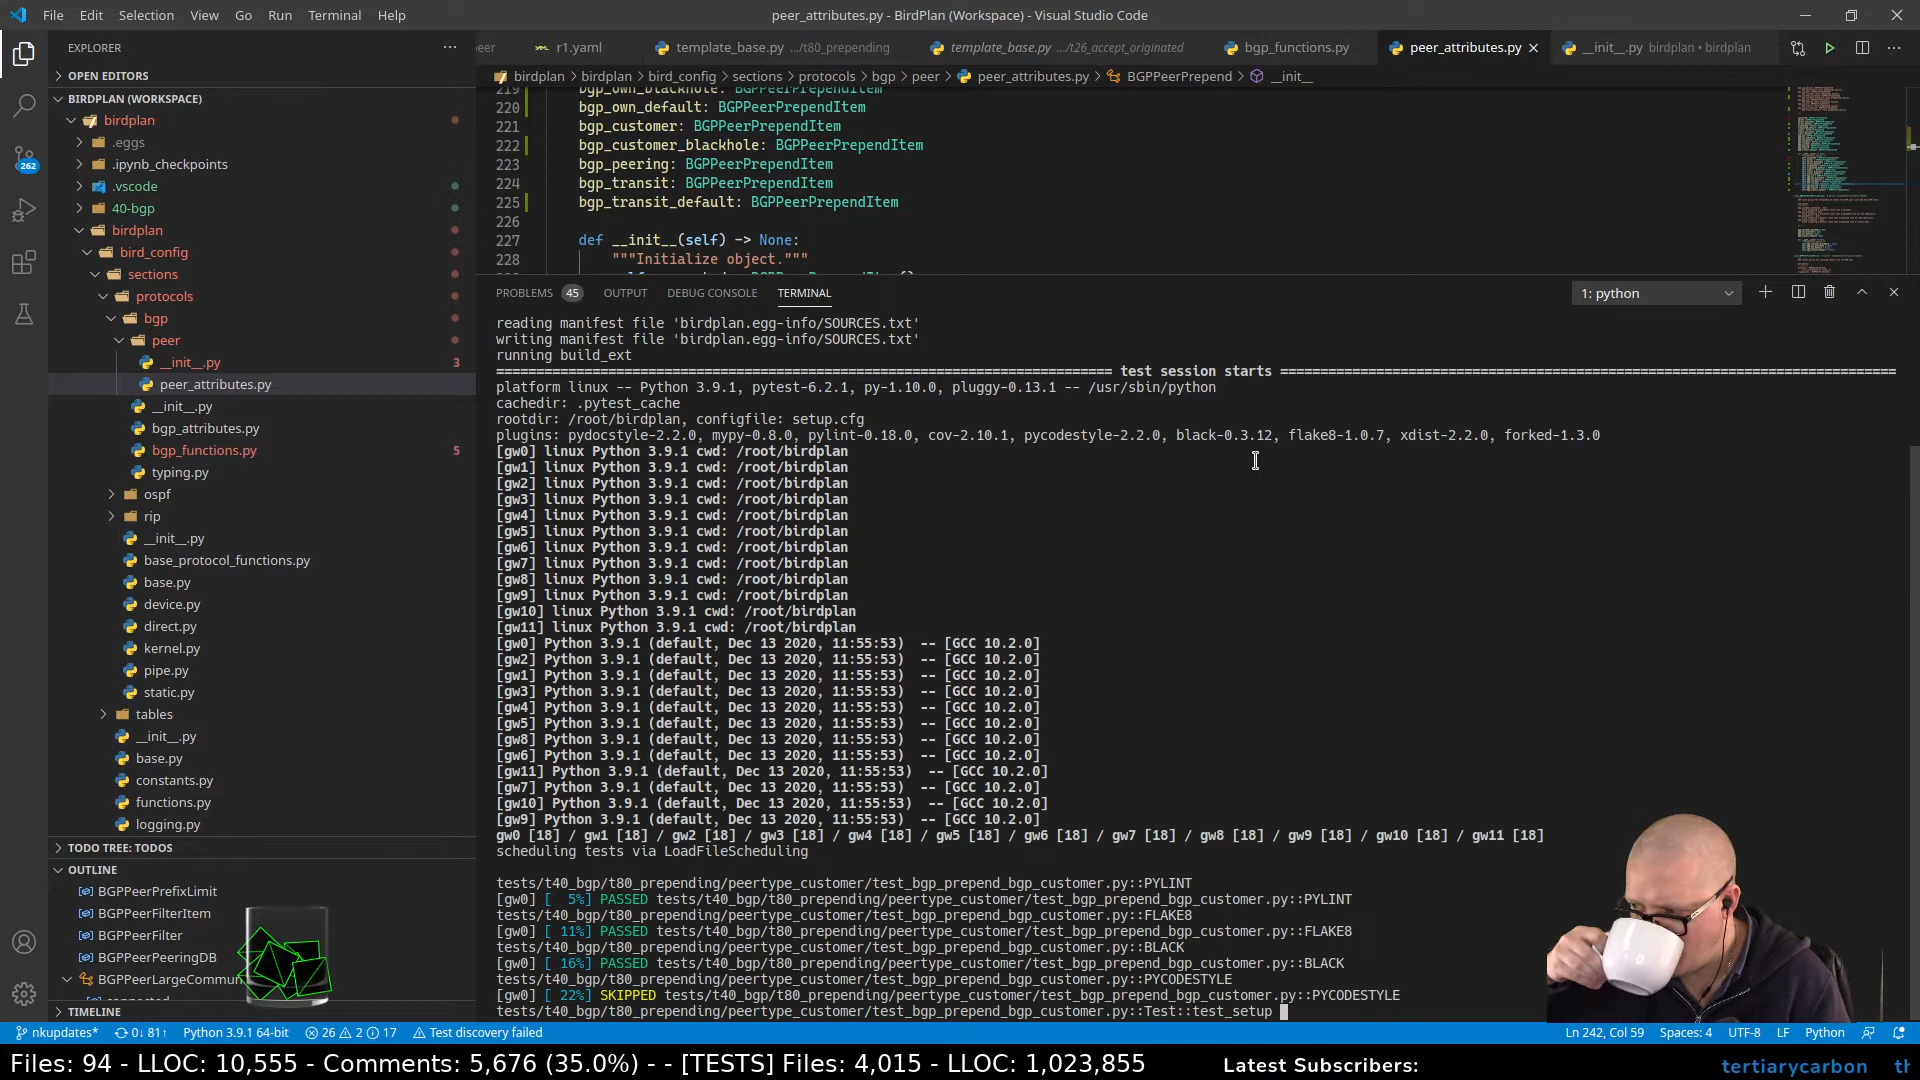 File Edit Selection View Go Run Terminal Help
peer_attributes.py - BirdPlan (Workspace) - Visual Studio Code
EXPLORER
OPEN EDITORS
BIRDPLAN (WORKSPACE)
birdplan
.eggs
.ipynb_checkpoints
.vscode
40-bgp
birdplan
bird_config
sections
protocols
bgp
peer
__init__.py 3
peer_attributes.py
__init__.py
bgp_attributes.py
bgp_functions.py 5
typing.py
ospf
rip
__init__.py
base_protocol_functions.py
base.py
device.py
direct.py
kernel.py
pipe.py
static.py
tables
__init__.py
base.py
constants.py
functions.py
logging.py
TODO TREE: TODOS
OUTLINE
BGPPeerPrefixLimit
BGPPeerFilterItem
BGPPeerFilter
BGPPeerPeeringDB
BGPPeerLargeCommun
connected
TIMELINE
262
peer r1.yaml template_base.py .../t80_prepending template_base.py .../t26_accept_originated bgp_functions.py peer_attributes.py __init__.py birdplan • birdplan
birdplan > birdplan > bird_config > sections > protocols > bgp > peer > peer_attributes.py > BGPPeerPrepend > __init__
219 bgp_own_blackhole: BGPPeerPrependItem
220 bgp_own_default: BGPPeerPrependItem
221 bgp_customer: BGPPeerPrependItem
222 bgp_customer_blackhole: BGPPeerPrependItem
223 bgp_peering: BGPPeerPrependItem
224 bgp_transit: BGPPeerPrependItem
225 bgp_transit_default: BGPPeerPrependItem
226
227 def __init__(self) -> None:
228 """Initialize object."""
PROBLEMS 45 OUTPUT DEBUG CONSOLE TERMINAL 1: python
reading manifest file 'birdplan.egg-info/SOURCES.txt'
writing manifest file 'birdplan.egg-info/SOURCES.txt'
running build_ext
============================================================================= test session starts =============================================================================
platform linux -- Python 3.9.1, pytest-6.2.1, py-1.10.0, pluggy-0.13.1 -- /usr/sbin/python
cachedir: .pytest_cache
rootdir: /root/birdplan, configfile: setup.cfg
plugins: pydocstyle-2.2.0, mypy-0.8.0, pylint-0.18.0, cov-2.10.1, pycodestyle-2.2.0, black-0.3.12, flake8-1.0.7, xdist-2.2.0, forked-1.3.0
[gw0] linux Python 3.9.1 cwd: /root/birdplan
[gw1] linux Python 3.9.1 cwd: /root/birdplan
[gw2] linux Python 3.9.1 cwd: /root/birdplan
[gw3] linux Python 3.9.1 cwd: /root/birdplan
[gw4] linux Python 3.9.1 cwd: /root/birdplan
[gw5] linux Python 3.9.1 cwd: /root/birdplan
[gw6] linux Python 3.9.1 cwd: /root/birdplan
[gw7] linux Python 3.9.1 cwd: /root/birdplan
[gw8] linux Python 3.9.1 cwd: /root/birdplan
[gw9] linux Python 3.9.1 cwd: /root/birdplan
[gw10] linux Python 3.9.1 cwd: /root/birdplan
[gw11] linux Python 3.9.1 cwd: /root/birdplan
[gw0] Python 3.9.1 (default, Dec 13 2020, 11:55:53) -- [GCC 10.2.0]
[gw2] Python 3.9.1 (default, Dec 13 2020, 11:55:53) -- [GCC 10.2.0]
[gw1] Python 3.9.1 (default, Dec 13 2020, 11:55:53) -- [GCC 10.2.0]
[gw3] Python 3.9.1 (default, Dec 13 2020, 11:55:53) -- [GCC 10.2.0]
[gw4] Python 3.9.1 (default, Dec 13 2020, 11:55:53) -- [GCC 10.2.0]
[gw5] Python 3.9.1 (default, Dec 13 2020, 11:55:53) -- [GCC 10.2.0]
[gw8] Python 3.9.1 (default, Dec 13 2020, 11:55:53) -- [GCC 10.2.0]
[gw6] Python 3.9.1 (default, Dec 13 2020, 11:55:53) -- [GCC 10.2.0]
[gw11] Python 3.9.1 (default, Dec 13 2020, 11:55:53) -- [GCC 10.2.0]
[gw7] Python 3.9.1 (default, Dec 13 2020, 11:55:53) -- [GCC 10.2.0]
[gw10] Python 3.9.1 (default, Dec 13 2020, 11:55:53) -- [GCC 10.2.0]
[gw9] Python 3.9.1 (default, Dec 13 2020, 11:55:53) -- [GCC 10.2.0]
gw0 [18] / gw1 [18] / gw2 [18] / gw3 [18] / gw4 [18] / gw5 [18] / gw6 [18] / gw7 [18] / gw8 [18] / gw9 [18] / gw10 [18] / gw11 [18]
scheduling tests via LoadFileScheduling
tests/t40_bgp/t80_prepending/peertype_customer/test_bgp_prepend_bgp_customer.py::PYLINT
[gw0] [ 5%] PASSED tests/t40_bgp/t80_prepending/peertype_customer/test_bgp_prepend_bgp_customer.py::PYLINT
tests/t40_bgp/t80_prepending/peertype_customer/test_bgp_prepend_bgp_customer.py::FLAKE8
[gw0] [ 11%] PASSED tests/t40_bgp/t80_prepending/peertype_customer/test_bgp_prepend_bgp_customer.py::FLAKE8
tests/t40_bgp/t80_prepending/peertype_customer/test_bgp_prepend_bgp_customer.py::BLACK
[gw0] [ 16%] PASSED tests/t40_bgp/t80_prepending/peertype_customer/test_bgp_prepend_bgp_customer.py::BLACK
tests/t40_bgp/t80_prepending/peertype_customer/test_bgp_prepend_bgp_customer.py::PYCODESTYLE
[gw0] [ 22%] SKIPPED tests/t40_bgp/t80_prepending/peertype_customer/test_bgp_prepend_bgp_customer.py::PYCODESTYLE
tests/t40_bgp/t80_prepending/peertype_customer/test_bgp_prepend_bgp_customer.py::Test::test_setup
nkupdates* 0↓ 81↑ Python 3.9.1 64-bit 26 2 17 Test discovery failed Ln 242, Col 59 Spaces: 4 UTF-8 LF Python
Files: 94 - LLOC: 10,555 - Comments: 5,676 (35.0%) - - [TESTS] Files: 4,015 - LLOC: 1,023,855 Latest Subscribers: tertiarycarbon